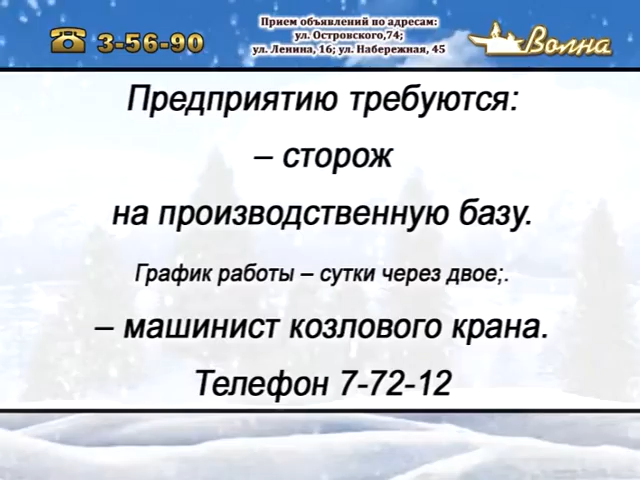 3-56-90
Прием объявлений по адресам:
ул. Островского,74;
ул. Ленина, 16; ул. Набережная, 45
Волна
Предприятию требуются:
– сторож
на производственную базу.
График работы – сутки через двое;.
– машинист козлового крана.
Телефон 7-72-12